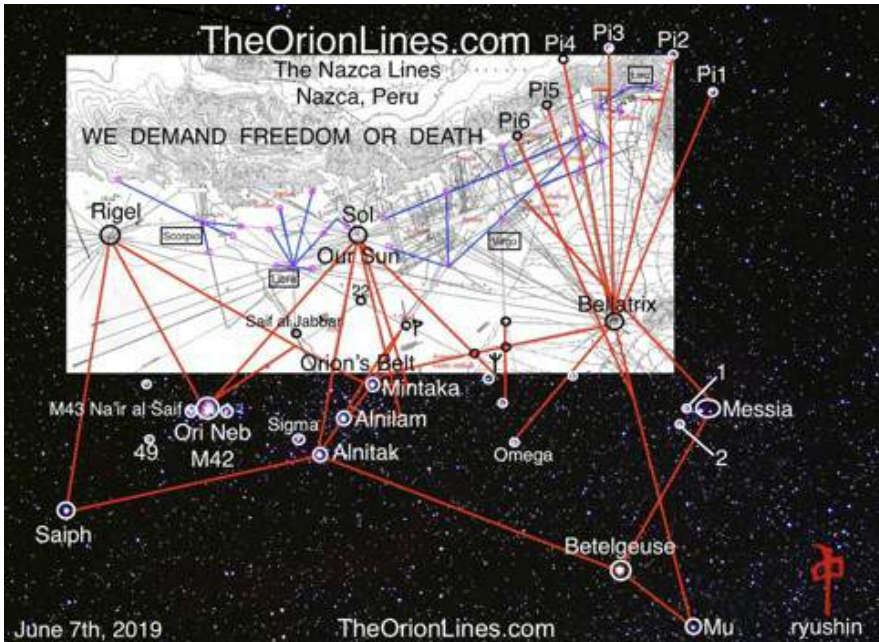 TheOrionLines.com
Pi4
Pi3
Pi2
Pi1
Pi5
Pi6
The Nazca Lines
Nazca, Peru
WE DEMAND FREEDOM OR DEATH
Rigel
Scorpio
Sol
Our Sun
Virgo
Libra
22
Bellatrix
Saif al Jabbar
Orion's Belt
Mintaka
M43 Na'ir al Saif
Ori Neb
M42
49
Sigma
Alnilam
Alnitak
Omega
1
Messia
2
Saiph
Betelgeuse
Mu
June 7th, 2019
TheOrionLines.com
ryushin